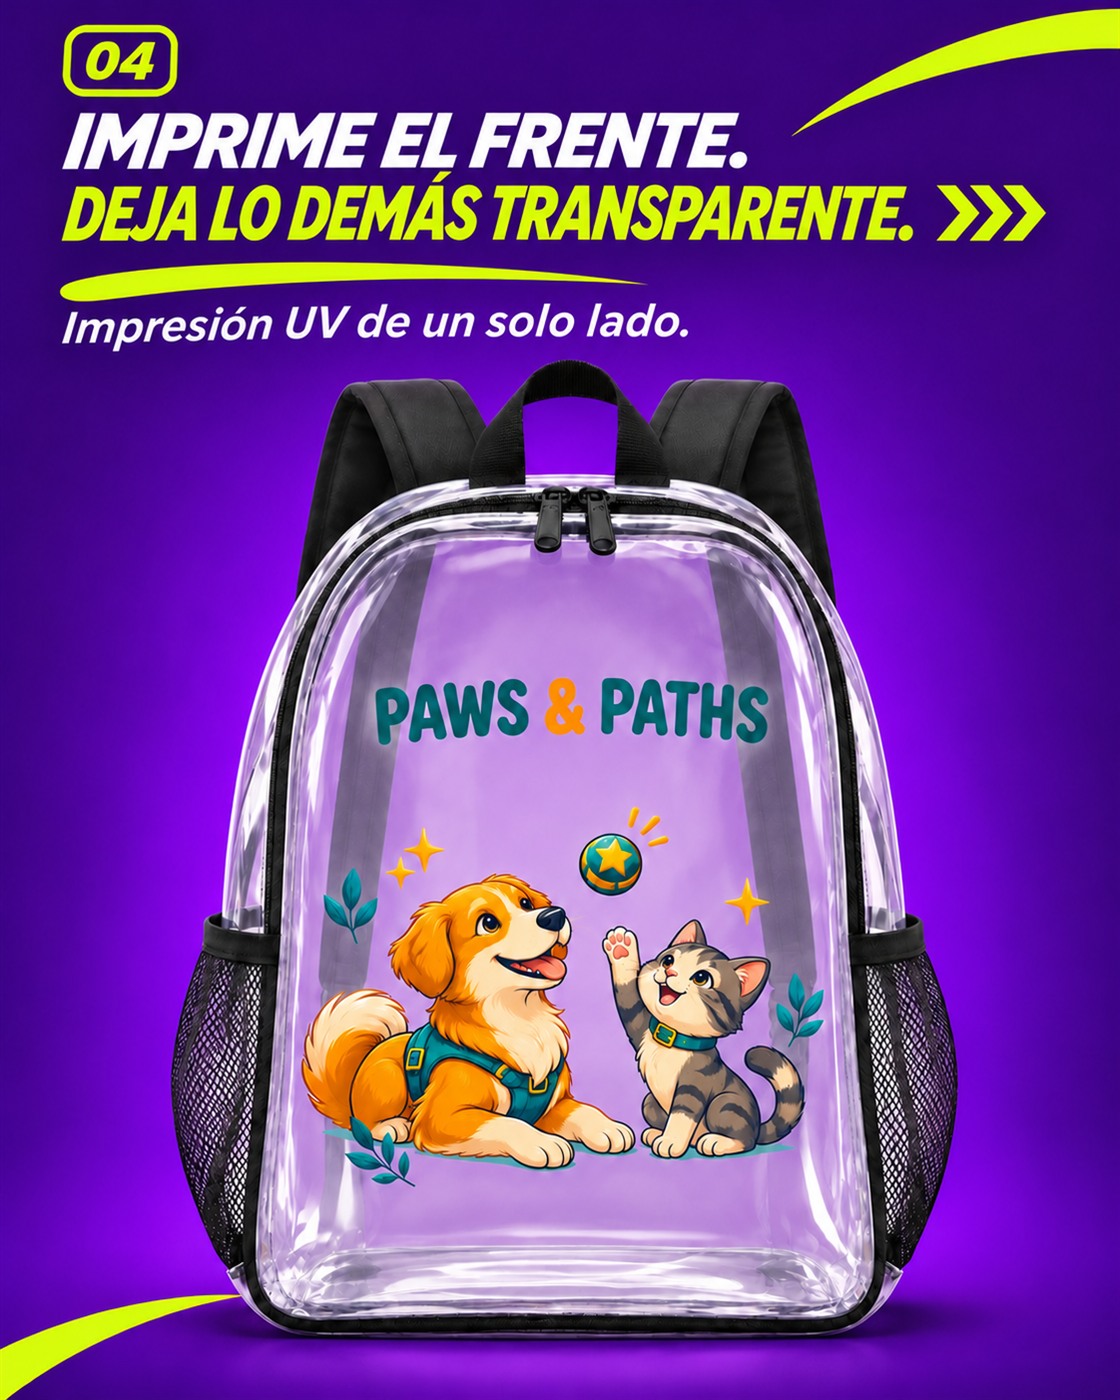 04
IMPRIME EL FRENTE.
DEJA LO DEMÁS TRANSPARENTE.
Impresión UV de un solo lado.
PAWS & PATHS